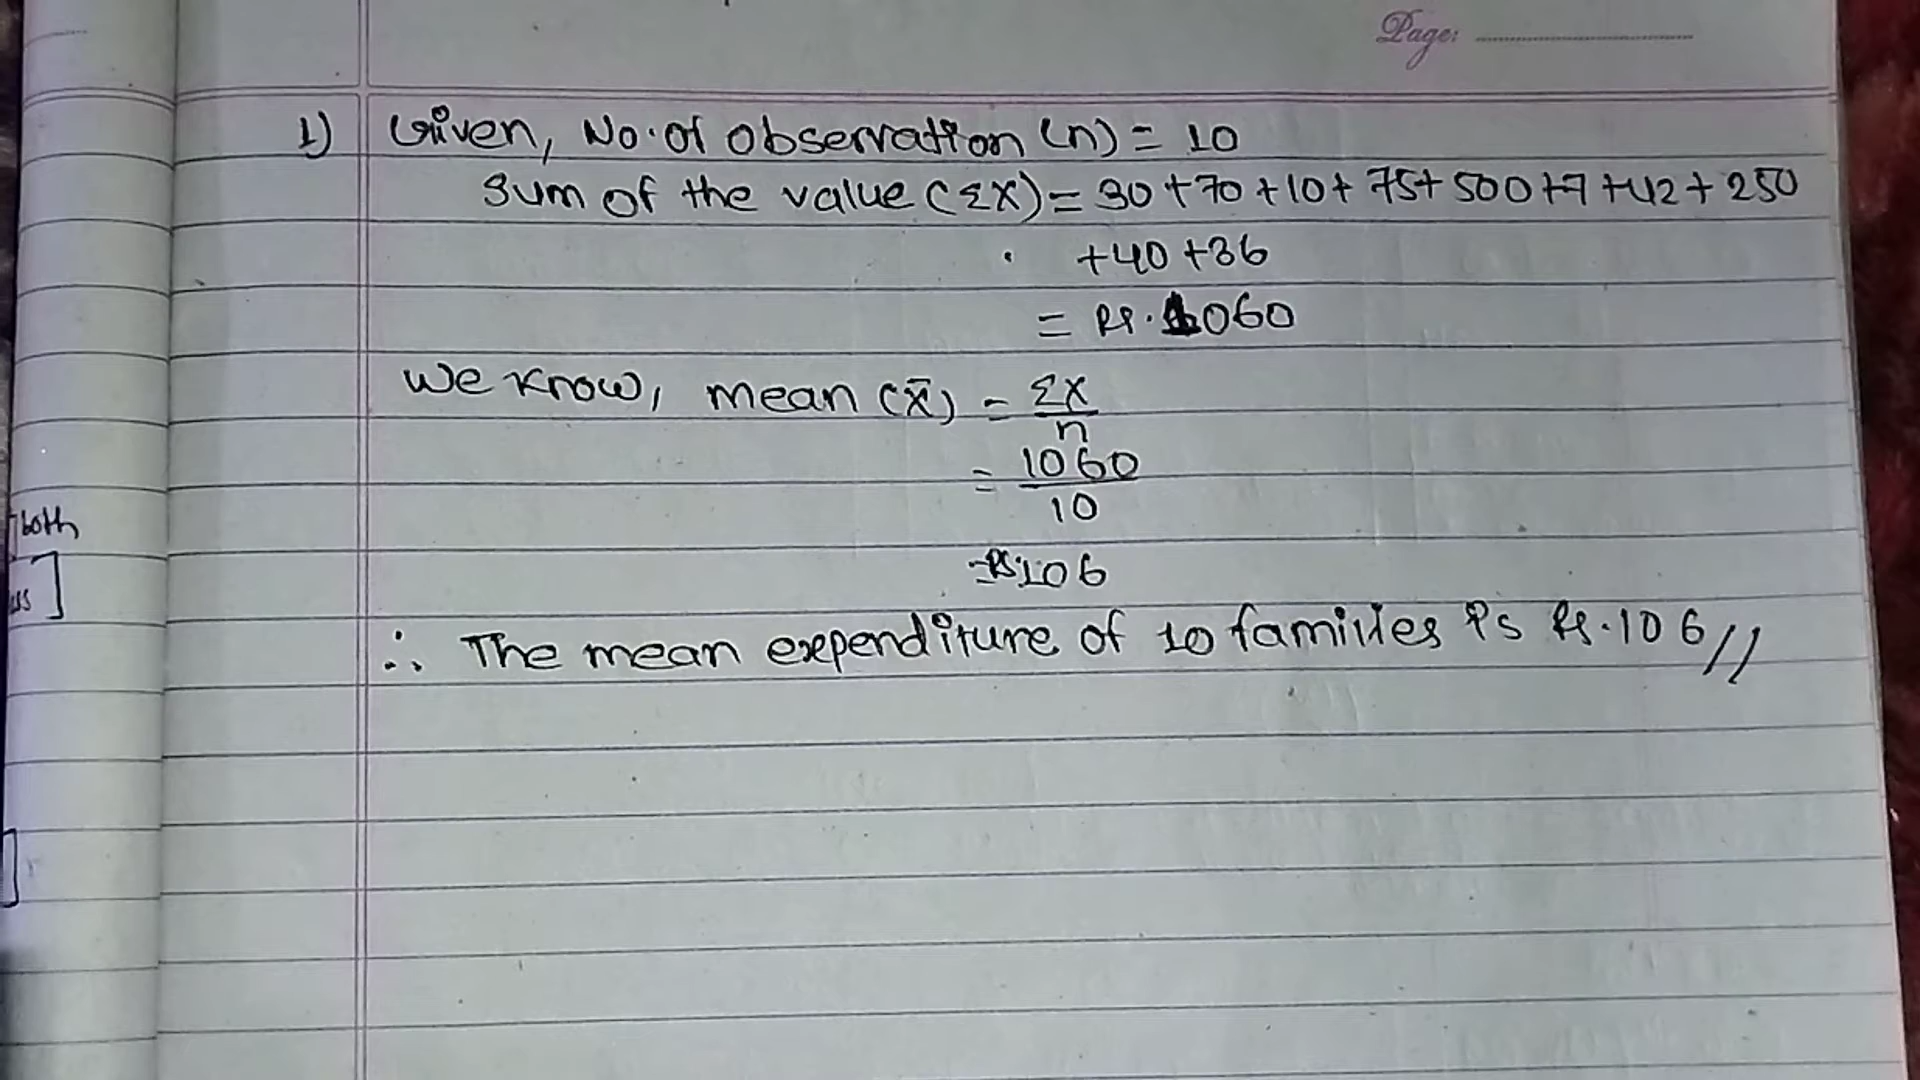 Page:
1) Given, No. of observation (n) = 10
Sum of the value (ΣX) = 30 + 70 + 10 + 75 + 500 + 7 + 42 + 250
+ 40 + 36
= Rs. 1060
We know, mean (X̄) = ΣX
n
= 1060
10
= Rs. 106
∴ The mean expenditure of 10 families is Rs. 106//
both